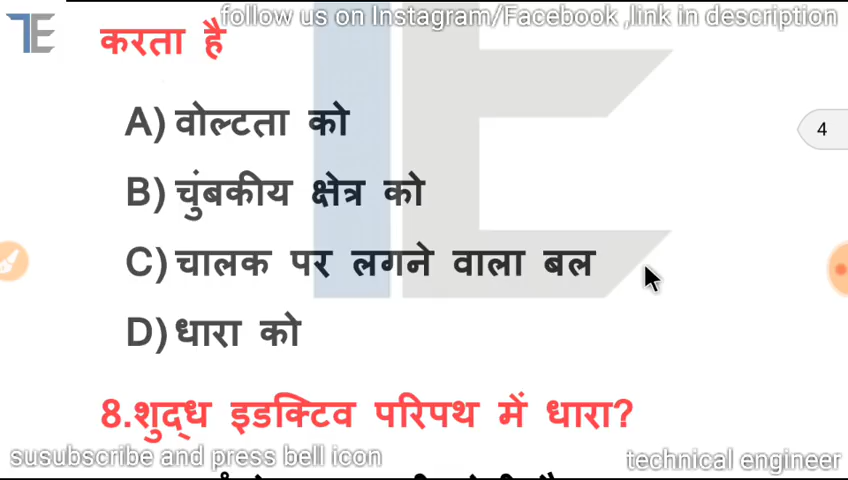 follow us on Instagram/Facebook ,link in description
TE
करता है
A) वोल्टता को
4
B) चुंबकीय क्षेत्र को
C) चालक पर लगने वाला बल
D) धारा को
8.शुद्ध इडक्टिव परिपथ में धारा?
susubscribe and press bell icon
technical engineer